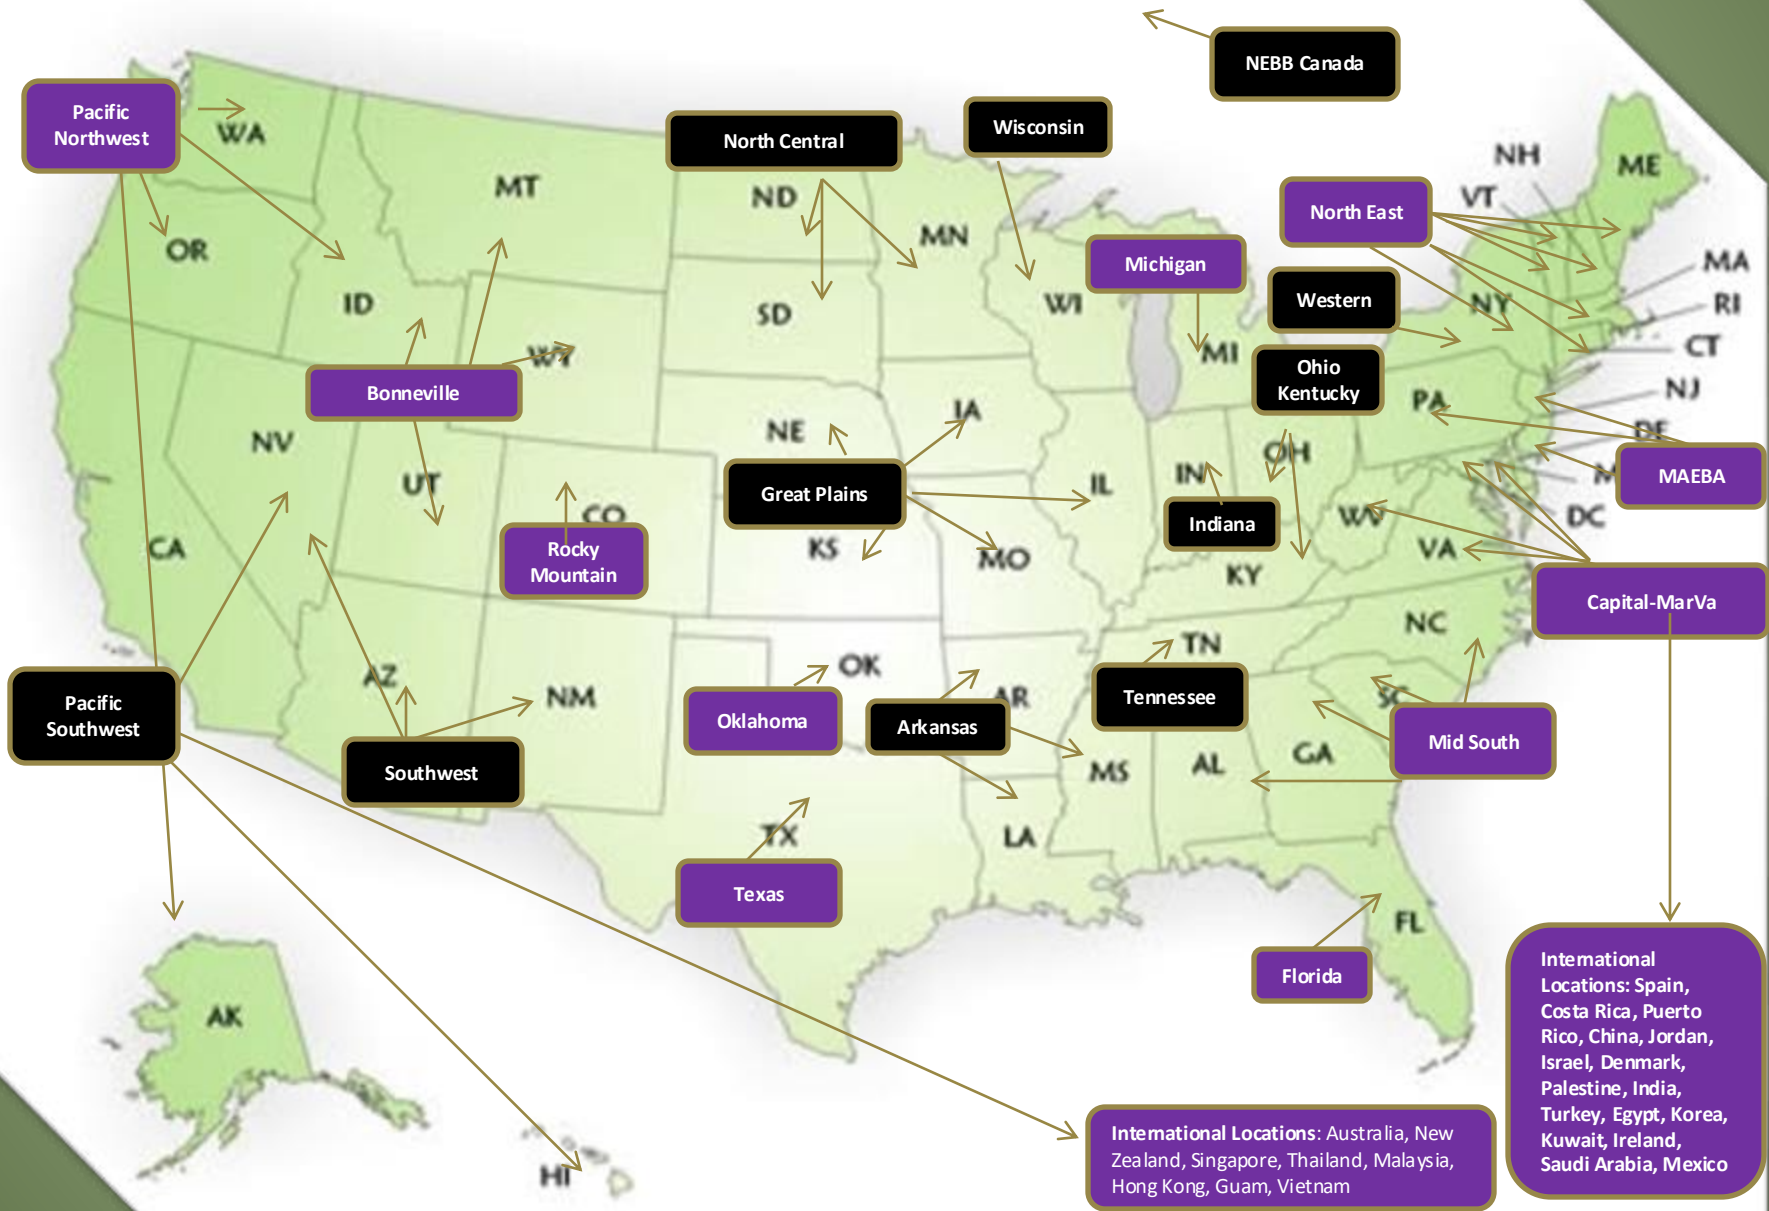 NEBB Canada
Pacific
Northwest
WA
North Central
Wisconsin
NH
ME
MT
ND
VT
North East
OR
MN
Michigan
MA
ID
SD
WI
Western
NY
RI
WY
MI
CT
Bonneville
Ohio
Kentucky
PA
NJ
NV
NE
IA
OH
DE
UT
Great Plains
IL
IN
M
MAEBA
CO
Indiana
WV
DC
CA
Rocky
Mountain
KS
MO
KY
VA
Capital-MarVa
NC
TN
AZ
NM
OK
AR
Tennessee
SC
Pacific
Southwest
Oklahoma
Arkansas
Mid South
Southwest
MS
AL
GA
TX
LA
Texas
FL
Florida
AK
HI
International
Locations: Spain,
Costa Rica, Puerto
Rico, China, Jordan,
Israel, Denmark,
Palestine, India,
Turkey, Egypt, Korea,
Kuwait, Ireland,
Saudi Arabia, Mexico
International Locations: Australia, New
Zealand, Singapore, Thailand, Malaysia,
Hong Kong, Guam, Vietnam